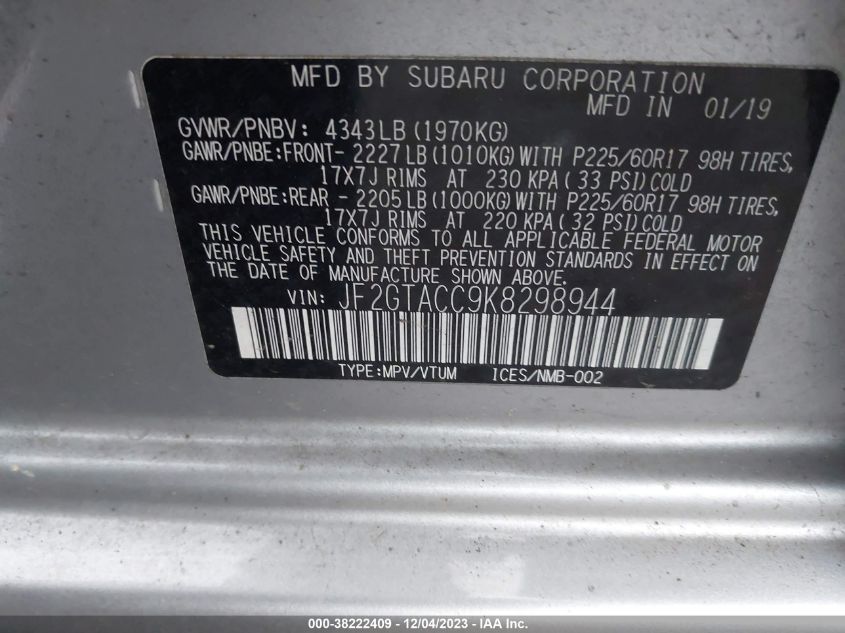 MFD BY SUBARU CORPORATION
MFD IN 01/19
GVWR/PNBV: 4343LB (1970KG)
GAWR/PNBE:FRONT- 2227LB (1010KG) WITH P225/60R17 98H TIRES,
17X7J RIMS AT 230 KPA ( 33 PSI) COLD
GAWR/PNBE:REAR - 2205LB (1000KG) WITH P225/60R17 98H TIRES,
17X7J RIMS AT 220 KPA ( 32 PSI) COLD
THIS VEHICLE CONFORMS TO ALL APPLICABLE FEDERAL MOTOR
VEHICLE SAFETY AND THEFT PREVENTION STANDARDS IN EFFECT ON
THE DATE OF MANUFACTURE SHOWN ABOVE.
VIN: JF2GTACC9K8298944
TYPE:MPV/VTUM ICES/NMB-002
000-38222409 - 12/04/2023 - IAA Inc.